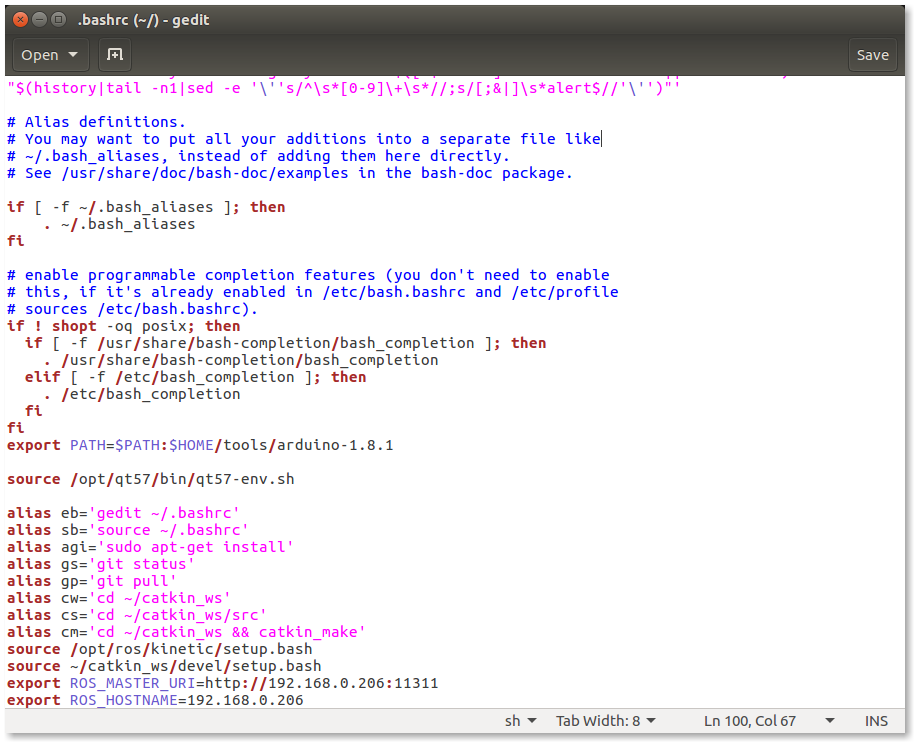 .bashrc (~/) - gedit
Open
Save
"$(history|tail -n1|sed -e '\''s/^\s*[0-9]\+\s*//;s/[;&|]\s*alert$//'\'')"'
# Alias definitions.
# You may want to put all your additions into a separate file like
# ~/.bash_aliases, instead of adding them here directly.
# See /usr/share/doc/bash-doc/examples in the bash-doc package.
if [ -f ~/.bash_aliases ]; then
    . ~/.bash_aliases
fi
# enable programmable completion features (you don't need to enable
# this, if it's already enabled in /etc/bash.bashrc and /etc/profile
# sources /etc/bash.bashrc).
if ! shopt -oq posix; then
  if [ -f /usr/share/bash-completion/bash_completion ]; then
    . /usr/share/bash-completion/bash_completion
  elif [ -f /etc/bash_completion ]; then
    . /etc/bash_completion
  fi
fi
export PATH=$PATH:$HOME/tools/arduino-1.8.1
source /opt/qt57/bin/qt57-env.sh
alias eb='gedit ~/.bashrc'
alias sb='source ~/.bashrc'
alias agi='sudo apt-get install'
alias gs='git status'
alias gp='git pull'
alias cw='cd ~/catkin_ws'
alias cs='cd ~/catkin_ws/src'
alias cm='cd ~/catkin_ws && catkin_make'
source /opt/ros/kinetic/setup.bash
source ~/catkin_ws/devel/setup.bash
export ROS_MASTER_URI=http://192.168.0.206:11311
export ROS_HOSTNAME=192.168.0.206
sh Tab Width: 8 Ln 100, Col 67 INS